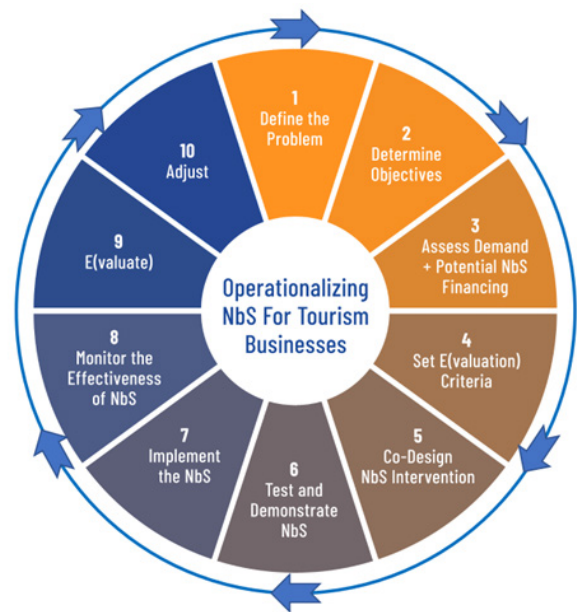 1
Define the
Problem
2
Determine
Objectives
3
Assess Demand
+ Potential NbS
Financing
4
Set E(valuation)
Criteria
5
Co-Design
NbS Intervention
6
Test and
Demonstrate
NbS
7
Implement
the NbS
8
Monitor the
Effectiveness
of NbS
9
E(valuate)
10
Adjust
Operationalizing
NbS For Tourism
Businesses